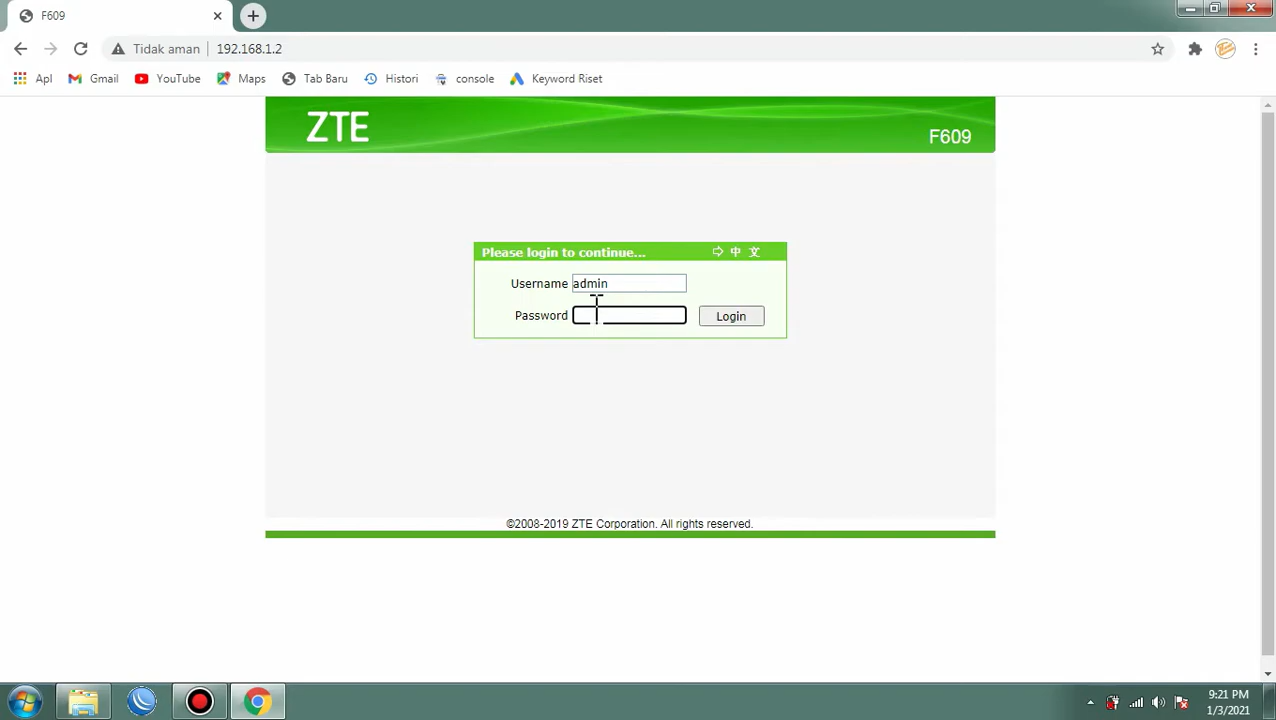 F609
Tidak aman
192.168.1.2
Apl
Gmail
YouTube
Maps
Tab Baru
Histori
console
Keyword Riset
ZTE
F609
Please login to continue...
中 文
Username
admin
Password
Login
©2008-2019 ZTE Corporation. All rights reserved.
9:21 PM
1/3/2021